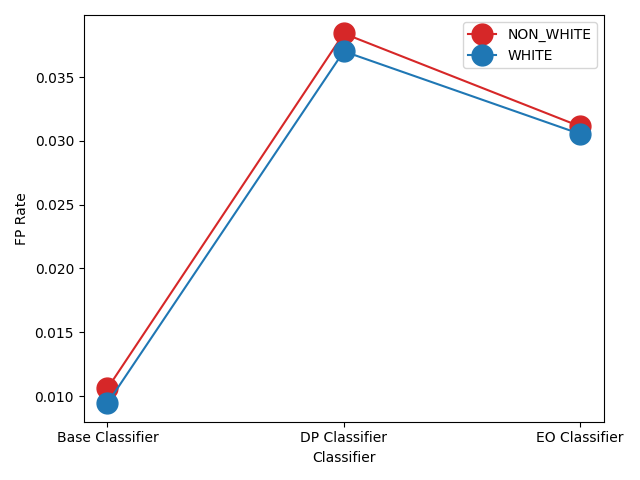 NON_WHITE
WHITE
FP Rate
0.035
0.030
0.025
0.020
0.015
0.010
Base Classifier
DP Classifier
EO Classifier
Classifier